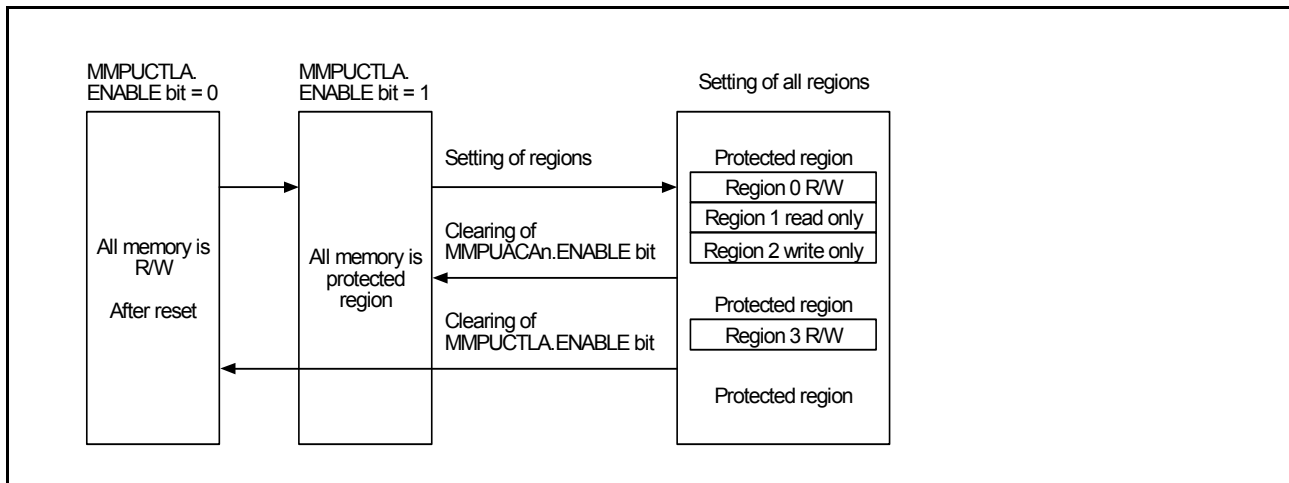 MMPUCTLA.
ENABLE bit = 0
MMPUCTLA.
ENABLE bit = 1
Setting of all regions
All memory is
R/W
After reset
All memory is
protected
region
Setting of regions
Clearing of
MMPUACAn.ENABLE bit
Clearing of
MMPUCTLA.ENABLE bit
Protected region
Region 0 R/W
Region 1 read only
Region 2 write only
Protected region
Region 3 R/W
Protected region